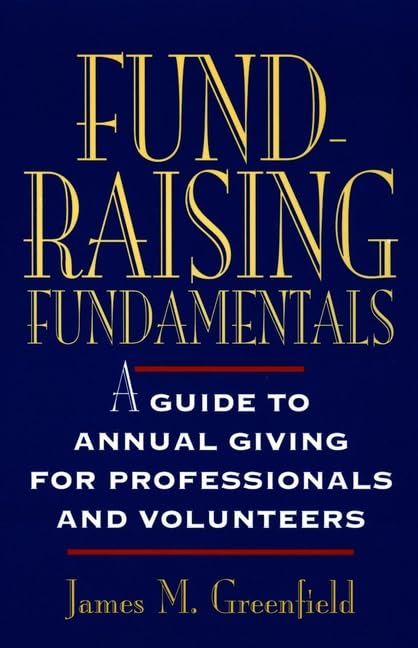 FUND-
RAISING
FUNDAMENTALS
A GUIDE TO
ANNUAL GIVING
FOR PROFESSIONALS
AND VOLUNTEERS
James M. Greenfield